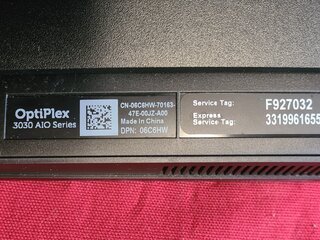 OptiPlex
3030 AIO Series
CN-06C6HW-70163-
47E-00JZ-A00
Made in China
DPN: 06C6HW
Service Tag: F927032
Express
Service Tag: 3319961655